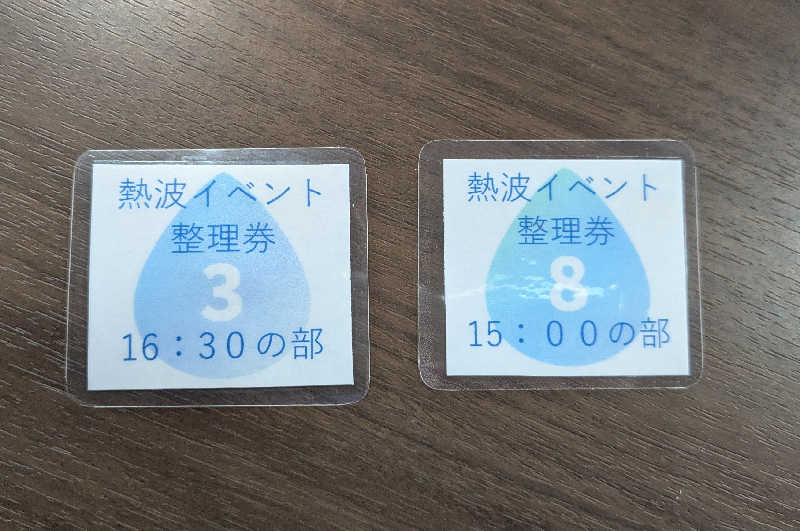 熱波イベント
整理券
3
16：30の部
熱波イベント
整理券
8
15：００の部